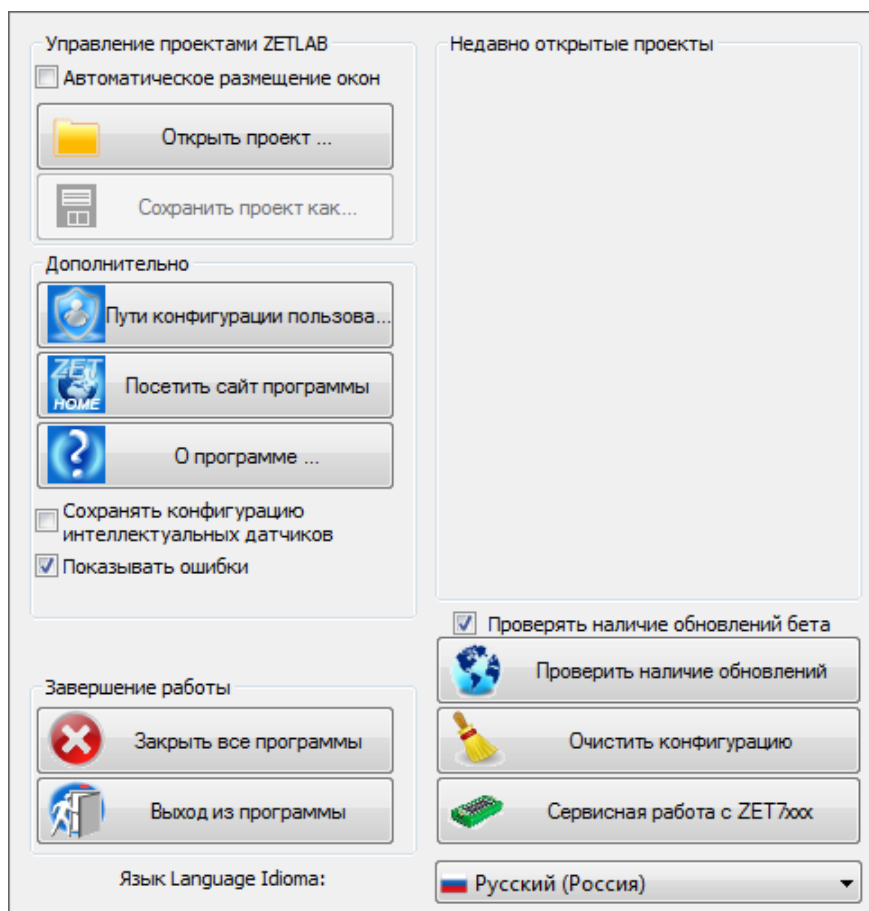 Управление проектами ZETLAB
Автоматическое размещение окон
Открыть проект ...
Сохранить проект как...
Дополнительно
Пути конфигурации пользова...
ZET
HOME
Посетить сайт программы
О программе ...
Сохранять конфигурацию
интеллектуальных датчиков
Показывать ошибки
Завершение работы
Закрыть все программы
Выход из программы
Язык Language Idioma:
Недавно открытые проекты
Проверять наличие обновлений бета
Проверить наличие обновлений
Очистить конфигурацию
Сервисная работа с ZET7xxx
Русский (Россия)